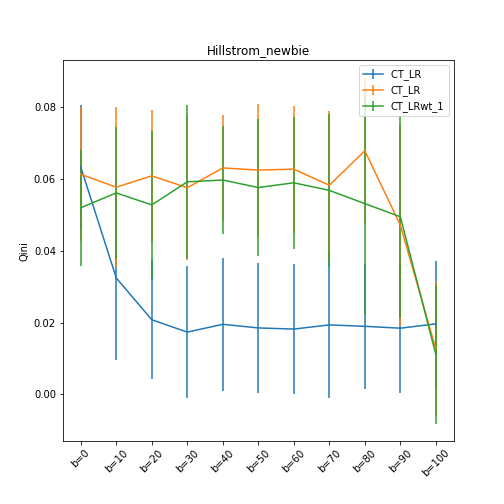 Hillstrom_newbie
CT_LR
CT_LR
CT_LRwt_1
Qini
0.08
0.06
0.04
0.02
0.00
b=0
b=10
b=20
b=30
b=40
b=50
b=60
b=70
b=80
b=90
b=100